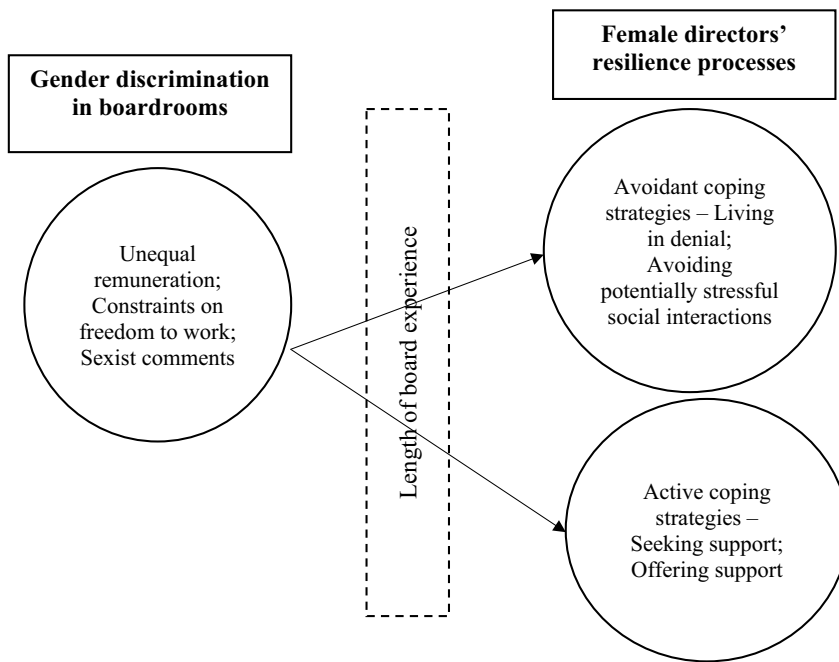 Gender discrimination
in boardrooms
Unequal
remuneration;
Constraints on
freedom to work;
Sexist comments
Length of board experience
Female directors’
resilience processes
Avoidant coping
strategies – Living
in denial;
Avoiding
potentially stressful
social interactions
Active coping
strategies –
Seeking support;
Offering support